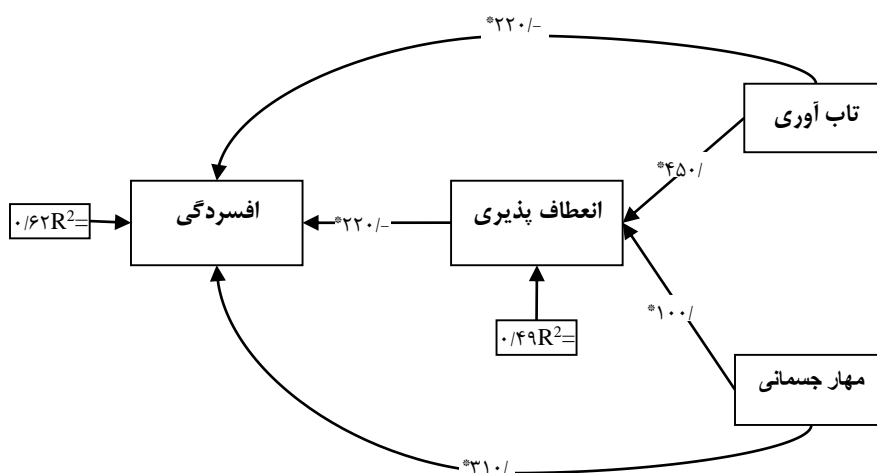 *۲۲۰/-
تاب آوری
*۴۵۰/
افسردگی
*۲۲۰/-
انعطاف پذیری
۰/۶۲R²=
*۱۰۰/
۰/۴۹R²=
مهار جسمانی
*۳۱۰/